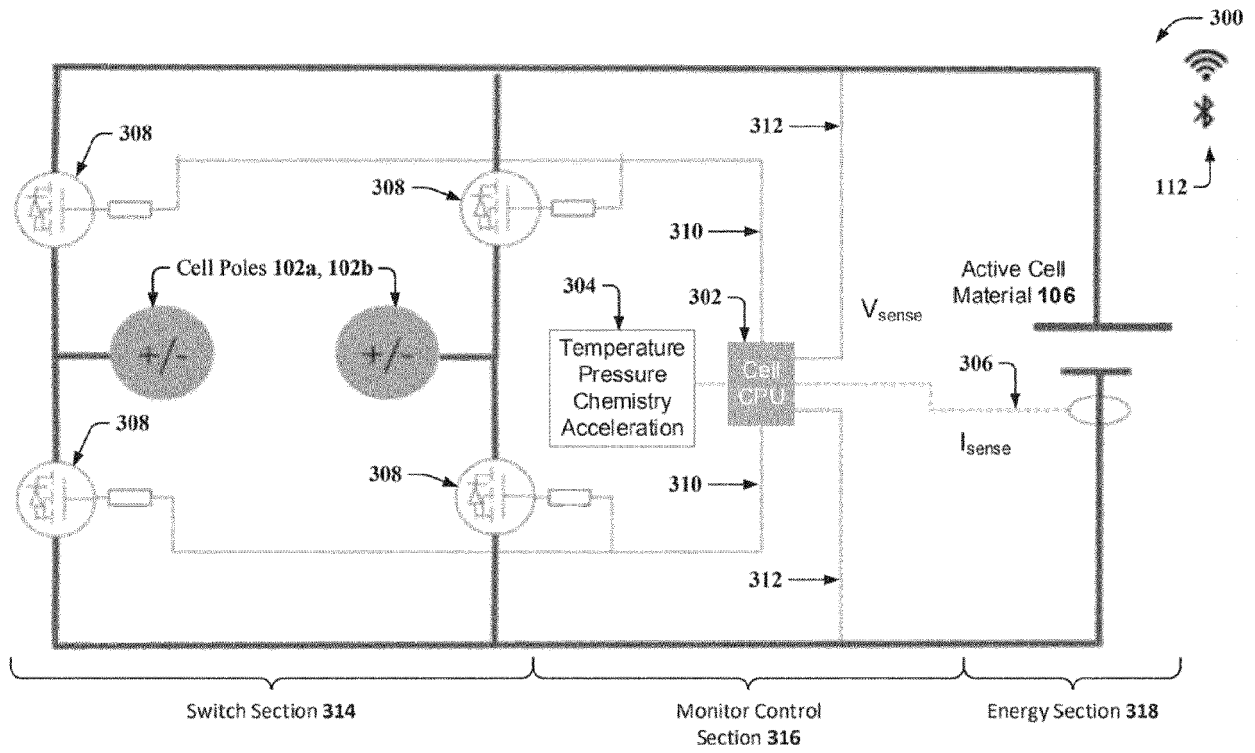 300
112
308
308
312
310
Cell Poles 102a, 102b
+/-
+/-
304
302
Active Cell
Material 106
Vsense
Temperature
Pressure
Chemistry
Acceleration
Cell
CPU
306
Isense
308
308
310
312
Switch Section 314
Monitor Control
Section 316
Energy Section 318